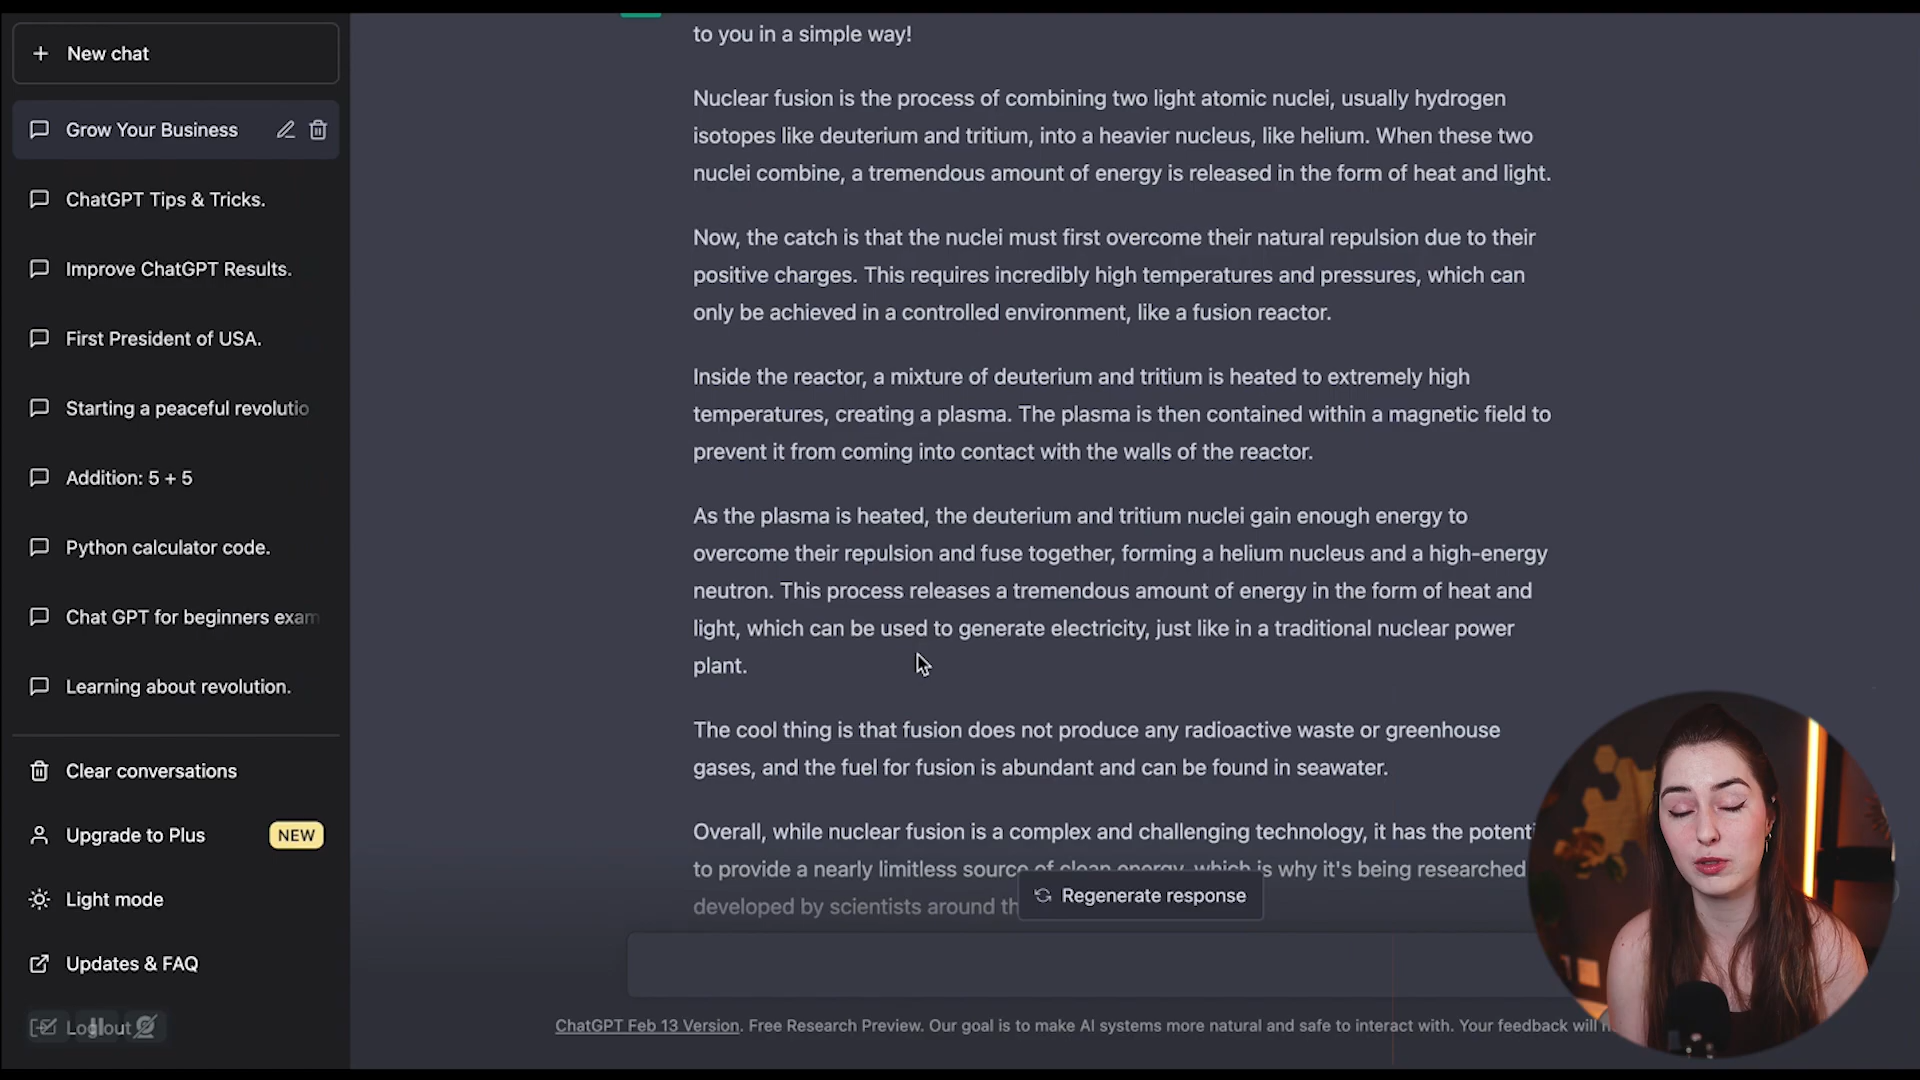 New chat
Grow Your Business
ChatGPT Tips & Tricks.
Improve ChatGPT Results.
First President of USA.
Starting a peaceful revolutio
Addition: 5 + 5
Python calculator code.
Chat GPT for beginners exam
Learning about revolution.
Clear conversations
Upgrade to Plus
NEW
Light mode
Updates & FAQ
Log out
to you in a simple way!
Nuclear fusion is the process of combining two light atomic nuclei, usually hydrogen
isotopes like deuterium and tritium, into a heavier nucleus, like helium. When these two
nuclei combine, a tremendous amount of energy is released in the form of heat and light.
Now, the catch is that the nuclei must first overcome their natural repulsion due to their
positive charges. This requires incredibly high temperatures and pressures, which can
only be achieved in a controlled environment, like a fusion reactor.
Inside the reactor, a mixture of deuterium and tritium is heated to extremely high
temperatures, creating a plasma. The plasma is then contained within a magnetic field to
prevent it from coming into contact with the walls of the reactor.
As the plasma is heated, the deuterium and tritium nuclei gain enough energy to
overcome their repulsion and fuse together, forming a helium nucleus and a high-energy
neutron. This process releases a tremendous amount of energy in the form of heat and
light, which can be used to generate electricity, just like in a traditional nuclear power
plant.
The cool thing is that fusion does not produce any radioactive waste or greenhouse
gases, and the fuel for fusion is abundant and can be found in seawater.
Overall, while nuclear fusion is a complex and challenging technology, it has the potenti
to provide a nearly limitless source of clean energy, which is why it's being researched
developed by scientists around th
Regenerate response
ChatGPT Feb 13 Version. Free Research Preview. Our goal is to make AI systems more natural and safe to interact with. Your feedback will